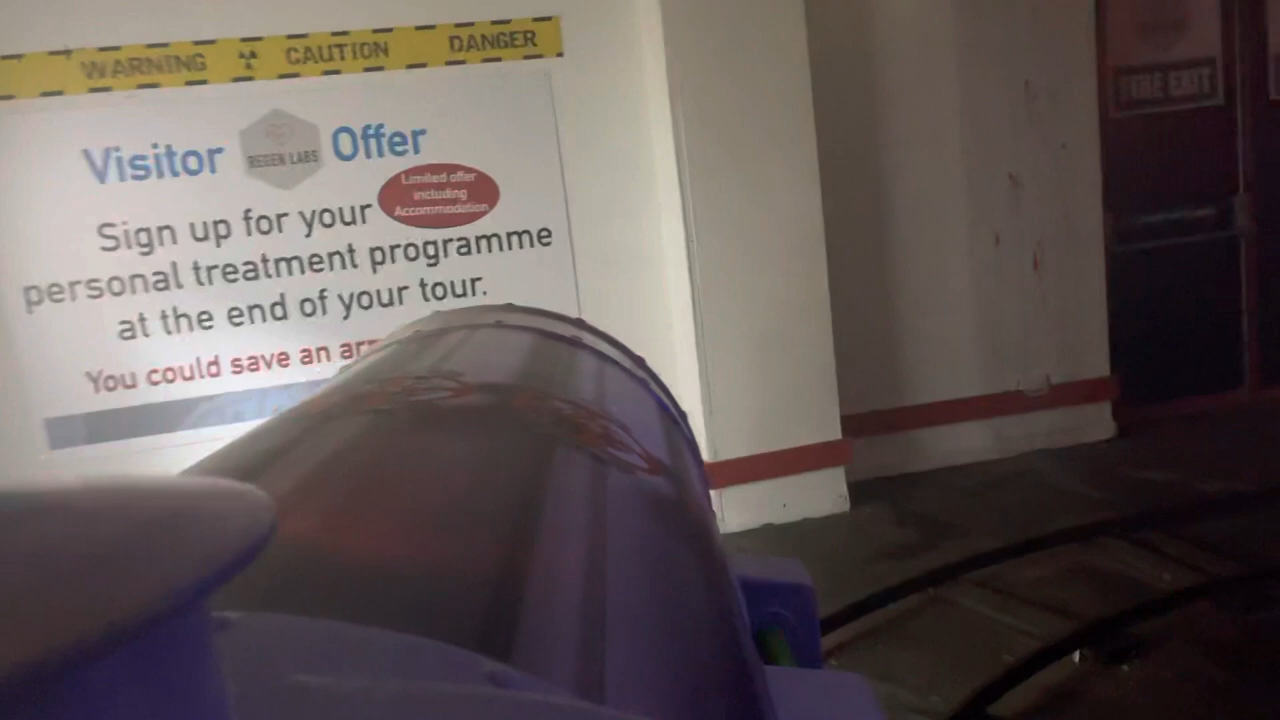 WARNING CAUTION DANGER
Visitor REGEN LABS Offer
Limited offer
including
Accommodation
Sign up for your
personal treatment programme
at the end of your tour.
You could save an
FIRE EXIT